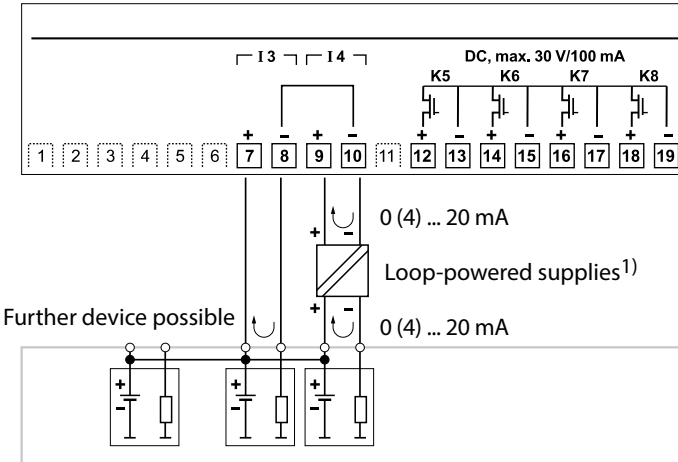 I 3 I 4 DC, max. 30 V/100 mA
K5 K6 K7 K8
+ – + – + – + – + – + –
1 2 3 4 5 6 7 8 9 10 11 12 13 14 15 16 17 18 19
0 (4) ... 20 mA
+ –
Loop-powered supplies1)
+ –
Further device possible
0 (4) ... 20 mA
+ + +
– – –